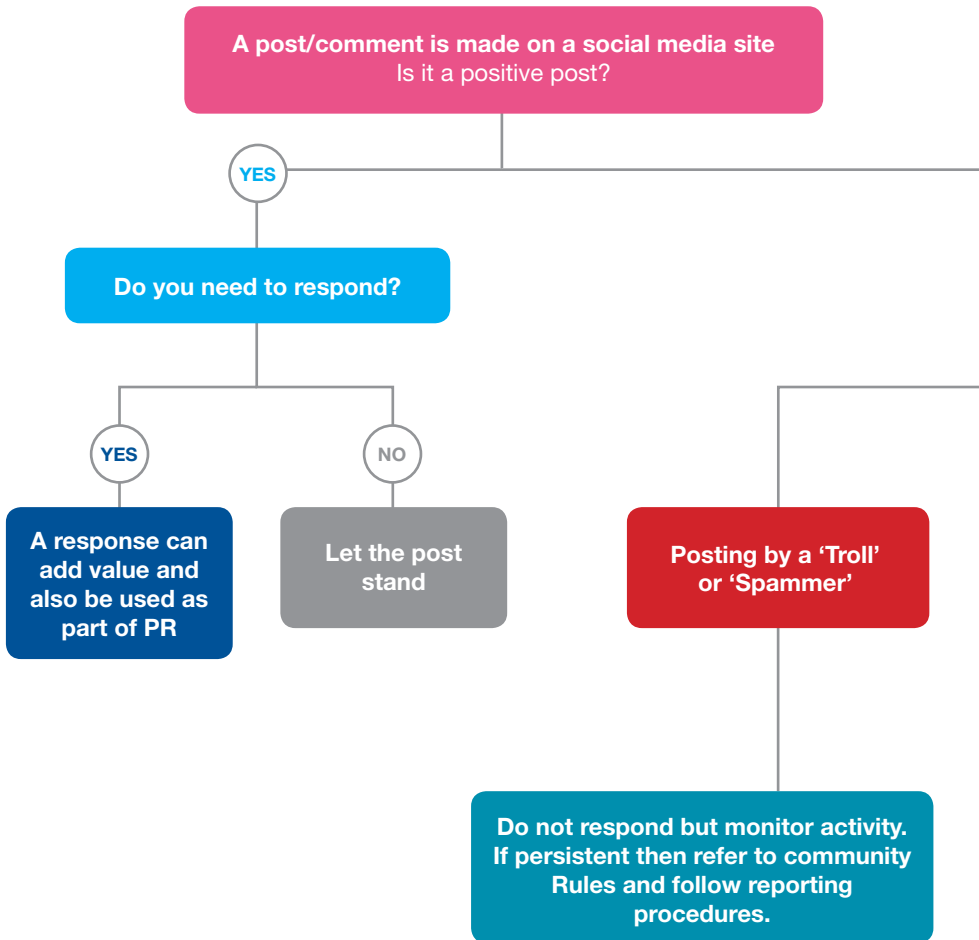 A post/comment is made on a social media site
Is it a positive post?
YES
Do you need to respond?
YES
NO
A response can
add value and
also be used as
part of PR
Let the post
stand
Posting by a ‘Troll’
or ‘Spammer’
Do not respond but monitor activity.
If persistent then refer to community
Rules and follow reporting
procedures.